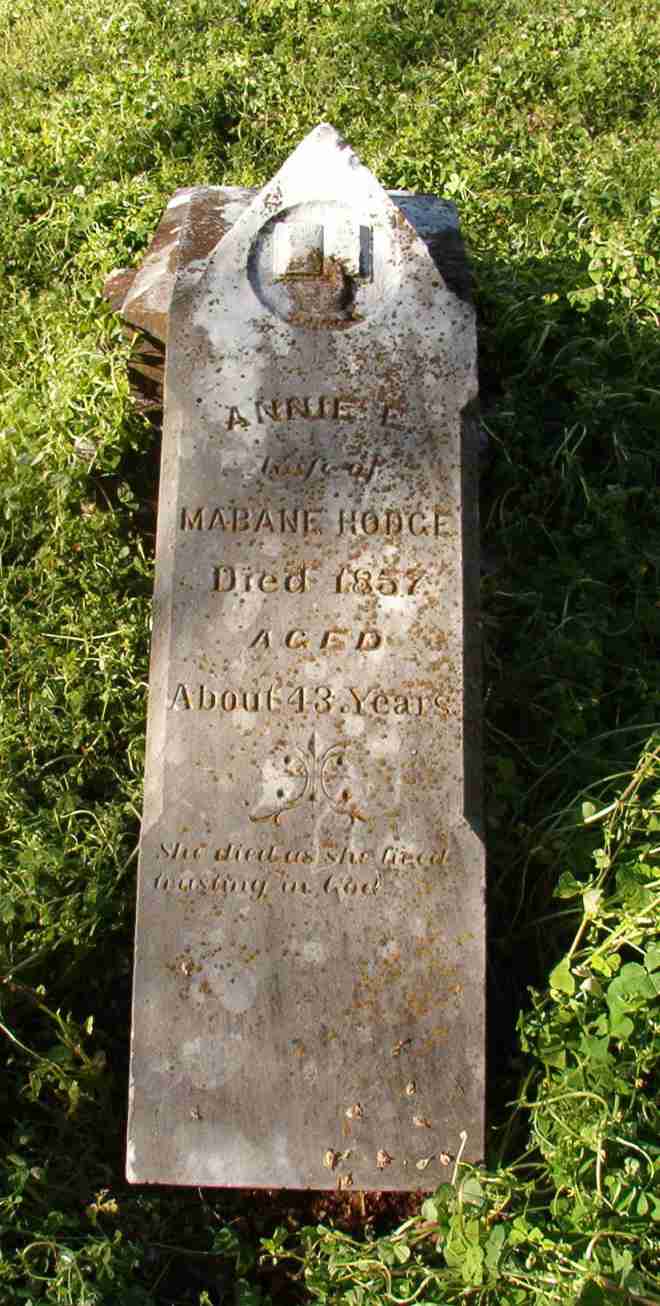 ANNIE E.
Wife of
MABANE HODGE
Died 1857
AGED
About 43 Years.
She died as she lived
trusting in God